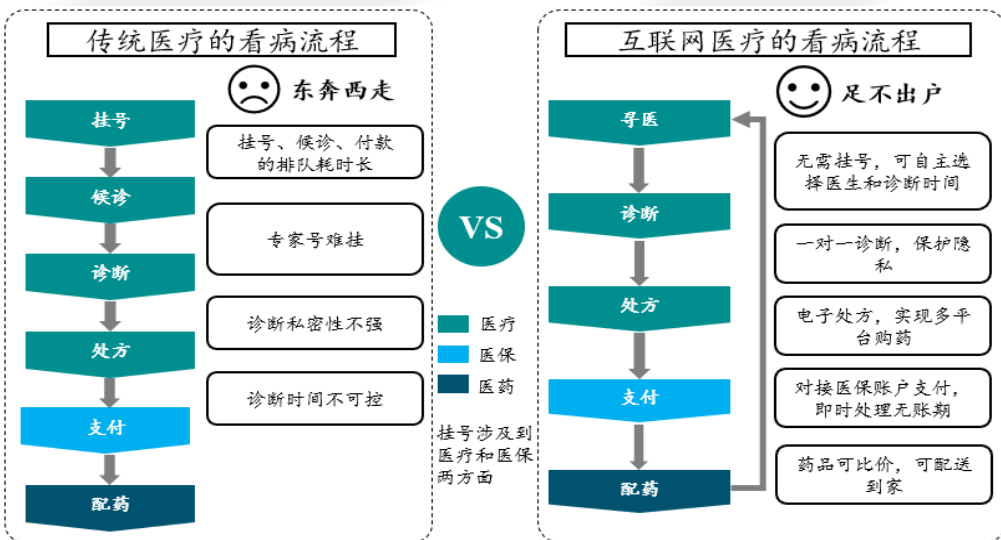 传统医疗的看病流程
东奔西走
挂号
候诊
诊断
处方
支付
配药
挂号、候诊、付款
的排队耗时长
专家号难挂
诊断私密性不强
诊断时间不可控
VS
医疗
医保
医药
挂号涉及到
医疗和医保
两方面
互联网医疗的看病流程
足不出户
寻医
诊断
处方
支付
配药
无需挂号，可自主选
择医生和诊断时间
一对一诊断，保护隐
私
电子处方，实现多平
台购药
对接医保账户支付，
即时处理无账期
药品可比价，可配送
到家